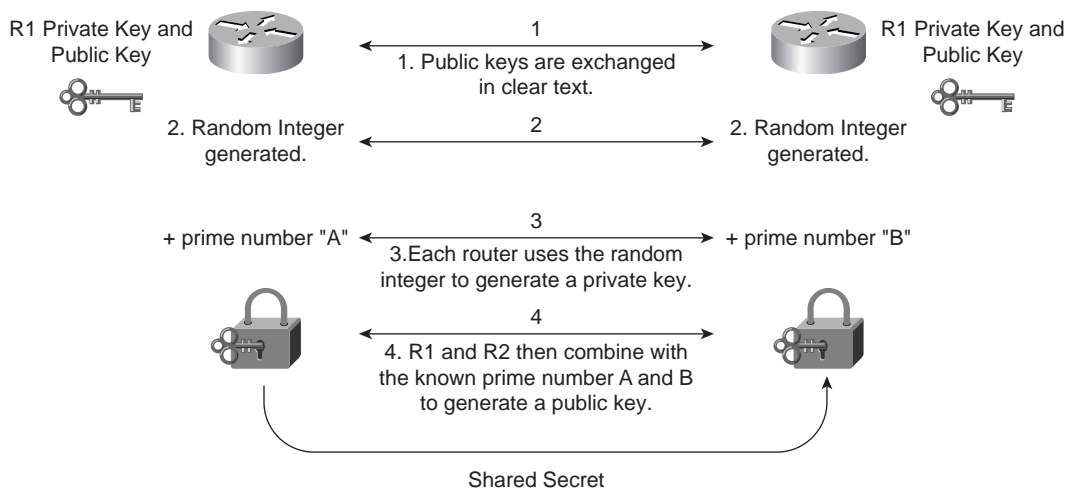 R1 Private Key and
Public Key
1
1. Public keys are exchanged
in clear text.
R1 Private Key and
Public Key
2. Random Integer
generated.
2
2. Random Integer
generated.
+ prime number "A"
3
3.Each router uses the random
integer to generate a private key.
+ prime number "B"
4
4. R1 and R2 then combine with
the known prime number A and B
to generate a public key.
Shared Secret